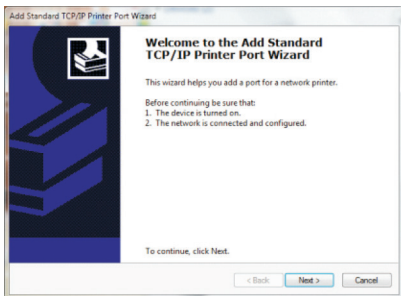 Add Standard TCP/IP Printer Port Wizard
Welcome to the Add Standard
TCP/IP Printer Port Wizard
This wizard helps you add a port for a network printer.
Before continuing be sure that:
1. The device is turned on.
2. The network is connected and configured.
To continue, click Next.
< Back Next > Cancel